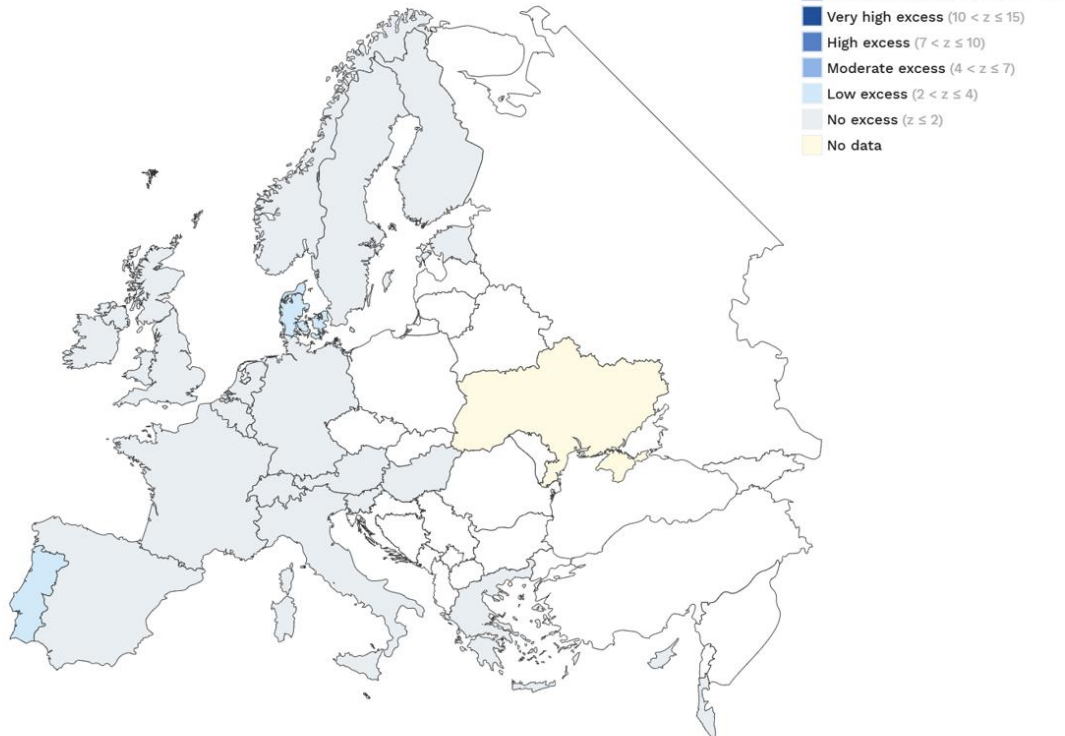 Very high excess (10 < z ≤ 15)
High excess (7 < z ≤ 10)
Moderate excess (4 < z ≤ 7)
Low excess (2 < z ≤ 4)
No excess (z ≤ 2)
No data